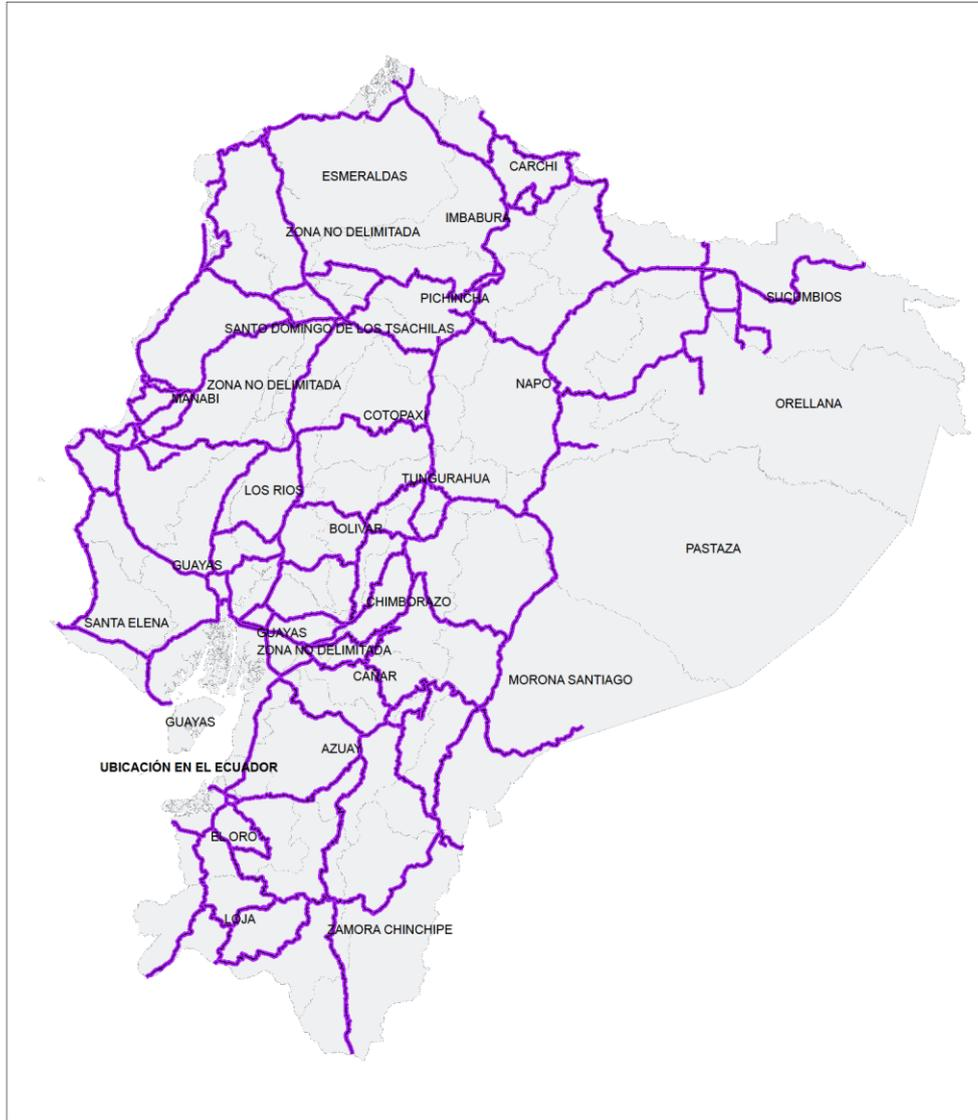 CARCHI
ESMERALDAS
IMBABURA
ZONA NO DELIMITADA
PICHINCHA
SUCUMBIOS
SANTO DOMINGO DE LOS TSACHILAS
ZONA NO DELIMITADA
NAPO
MANABI
ORELLANA
COTOPAXI
TUNGURAHUA
LOS RIOS
BOLIVAR
PASTAZA
GUAYAS
CHIMBORAZO
SANTA ELENA
GUAYAS
ZONA NO DELIMITADA
CAÑAR
MORONA SANTIAGO
GUAYAS
AZUAY
UBICACIÓN EN EL ECUADOR
EL ORO
LOJA
ZAMORA CHINCHIPE